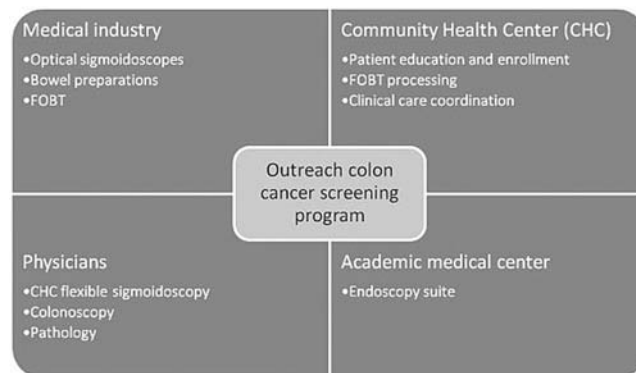 Medical industry
•Optical sigmoidoscopes
•Bowel preparations
•FOBT
Community Health Center (CHC)
•Patient education and enrollment
•FOBT processing
•Clinical care coordination
Outreach colon
cancer screening
program
Physicians
•CHC flexible sigmoidoscopy
•Colonoscopy
•Pathology
Academic medical center
•Endoscopy suite